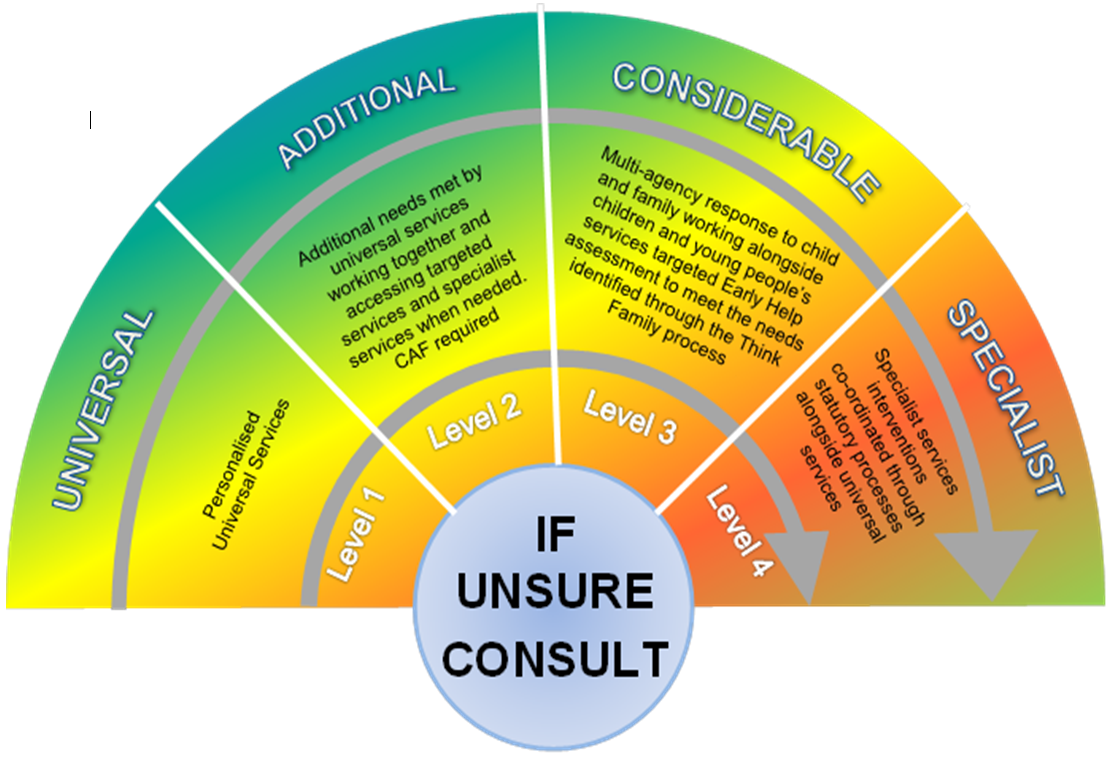 UNIVERSAL
Personalised
Universal Services
Level 1
ADDITIONAL
Additional needs met by
universal services
working together and
accessing targeted
services and specialist
services when needed.
CAF required
Level 2
CONSIDERABLE
Multi-agency response to child
and family working alongside
children and young people's
services targeted Early Help
assessment to meet the needs
identified through the Think
Family process
Level 3
SPECIALIST
Specialist services
interventions
co-ordinated through
statutory processes
alongside universal
services
Level 4
IF
UNSURE
CONSULT